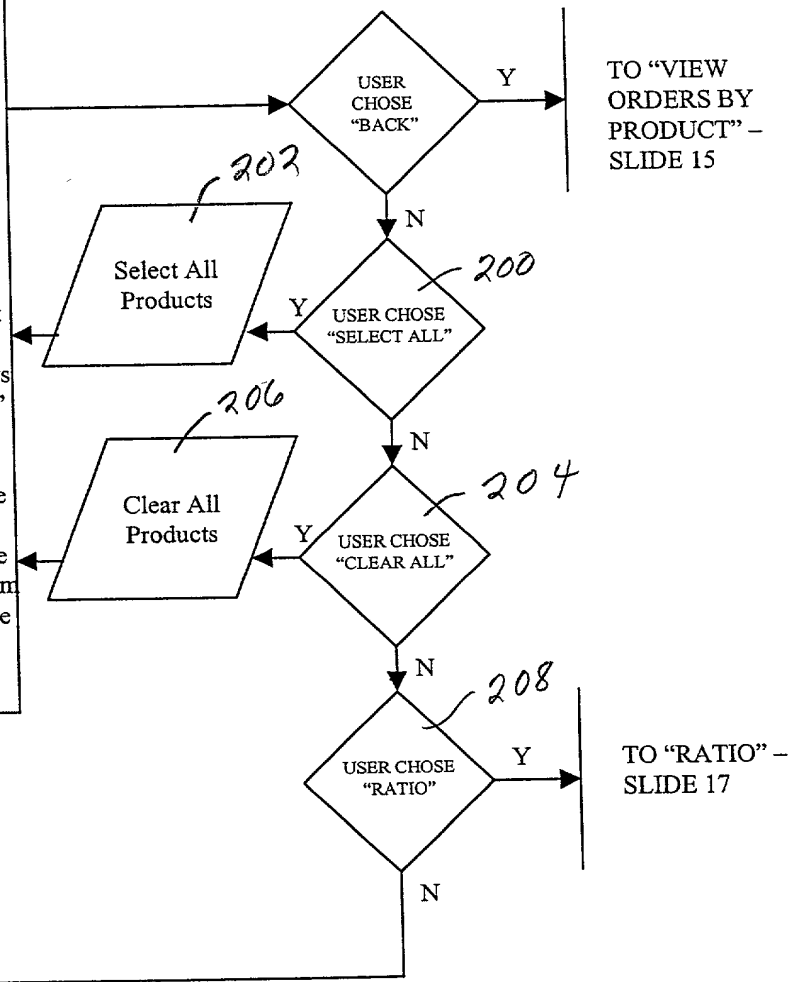 USER
CHOSE
“BACK”
Y
TO “VIEW
ORDERS BY
PRODUCT” –
SLIDE 15
N
202
Select All
Products
200
USER CHOSE
“SELECT ALL”
Y
N
206
Clear All
Products
204
USER CHOSE
“CLEAR ALL”
Y
N
208
USER CHOSE
“RATIO”
Y
TO “RATIO” –
SLIDE 17
N